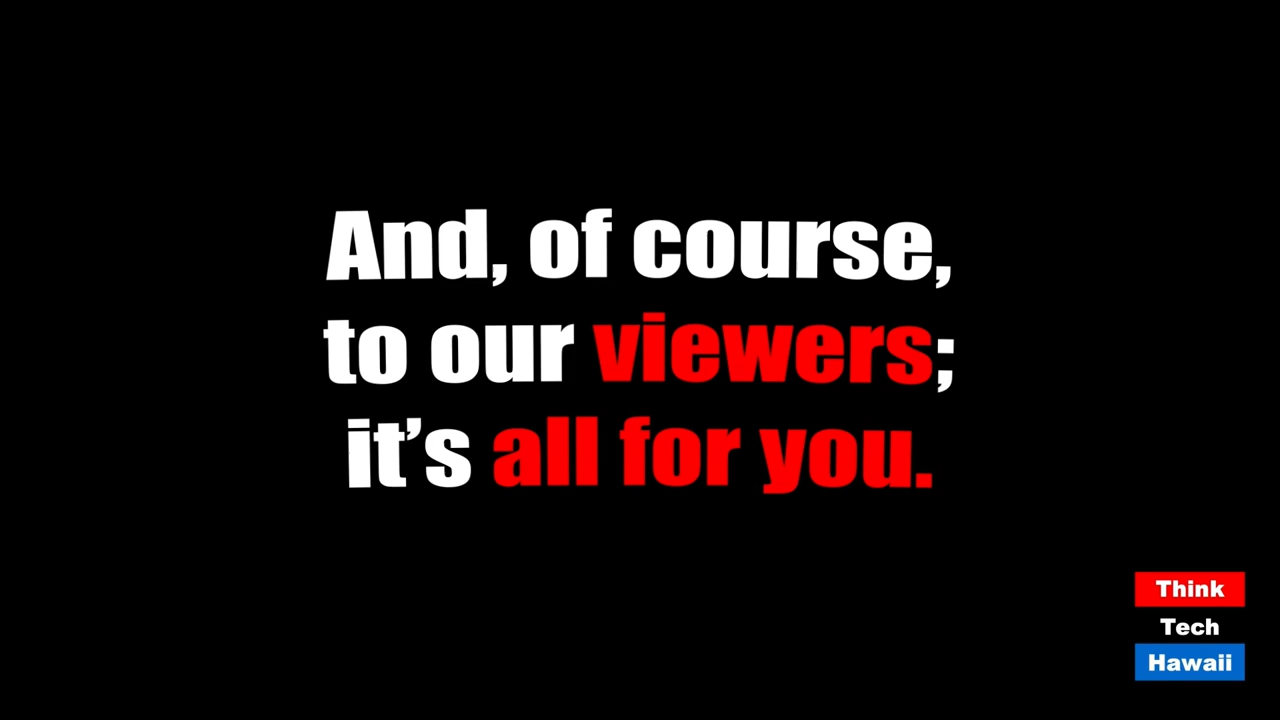 And, of course,
to our viewers;
it’s all for you.
Think
Tech
Hawaii